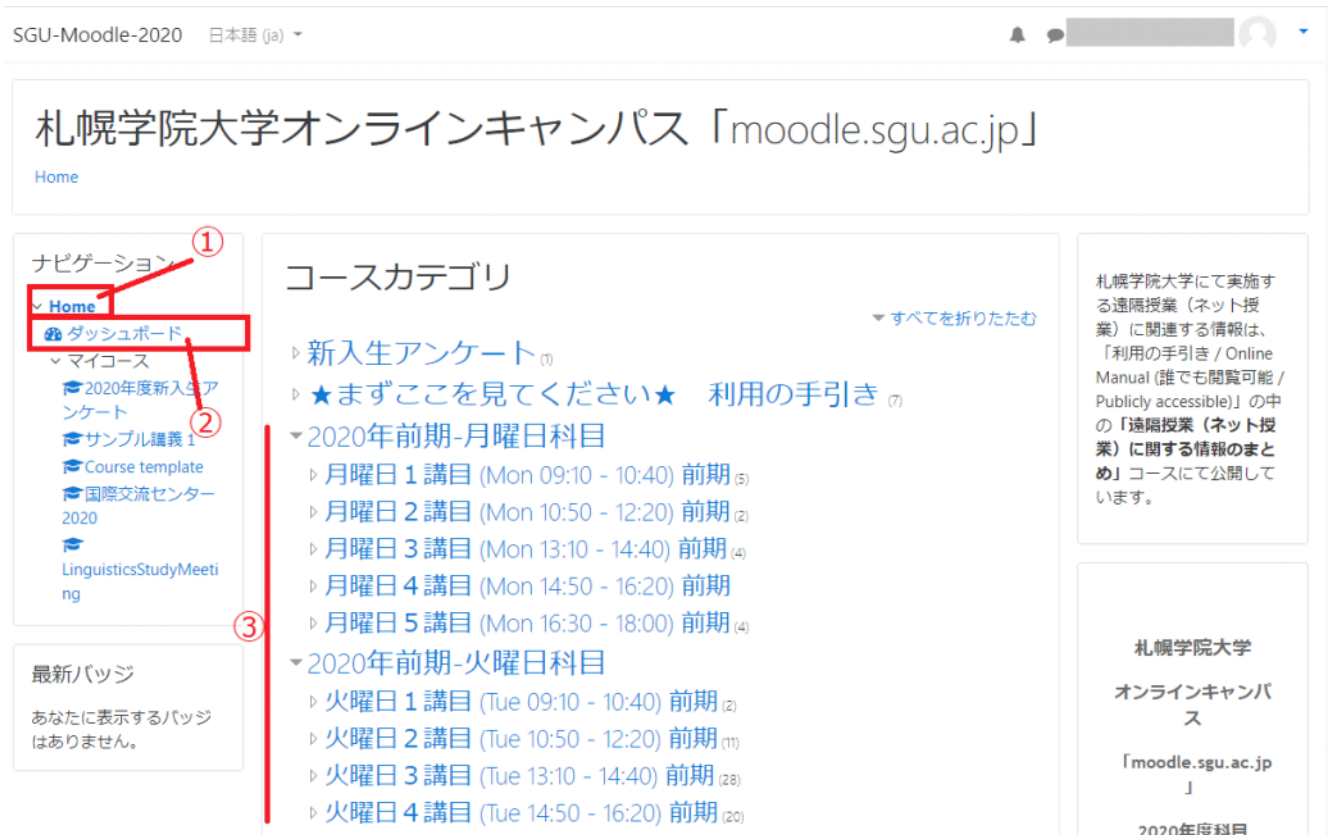 SGU-Moodle-2020 日本語 (ja)
札幌学院大学オンラインキャンパス「moodle.sgu.ac.jp」
Home
①
ナビゲーション
Home
ダッシュボード
マイコース
2020年度新入生ア
ンケート
②
サンプル講義 1
Course template
国際交流センター
2020
LinguisticsStudyMeeti
ng
最新バッジ
あなたに表示するバッジ
はありません。
コースカテゴリ
すべてを折りたたむ
新入生アンケート (1)
★まずここを見てください★ 利用の手引き (7)
③
2020年前期-月曜日科目
月曜日１講目 (Mon 09:10 - 10:40) 前期 (5)
月曜日２講目 (Mon 10:50 - 12:20) 前期 (2)
月曜日３講目 (Mon 13:10 - 14:40) 前期 (4)
月曜日４講目 (Mon 14:50 - 16:20) 前期
月曜日５講目 (Mon 16:30 - 18:00) 前期 (4)
2020年前期-火曜日科目
火曜日１講目 (Tue 09:10 - 10:40) 前期 (2)
火曜日２講目 (Tue 10:50 - 12:20) 前期 (11)
火曜日３講目 (Tue 13:10 - 14:40) 前期 (28)
火曜日４講目 (Tue 14:50 - 16:20) 前期 (20)
札幌学院大学にて実施す
る遠隔授業（ネット授
業）に関連する情報は、
「利用の手引き / Online
Manual (誰でも閲覧可能 /
Publicly accessible)」の中
の「遠隔授業（ネット授
業）に関する情報のまと
め」コースにて公開して
います。
札幌学院大学
オンラインキャンパ
ス
「moodle.sgu.ac.jp
」
2020年度科目